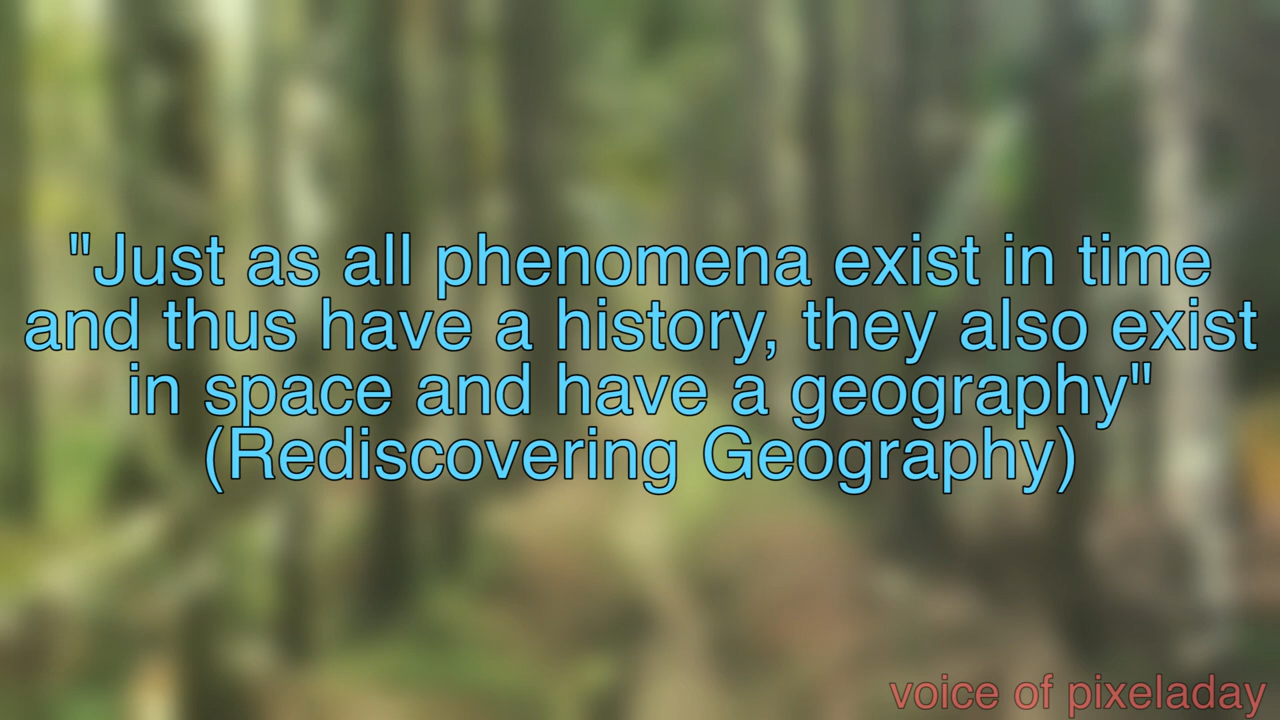 "Just as all phenomena exist in time
and thus have a history, they also exist
in space and have a geography"
(Rediscovering Geography)
voice of pixeladay